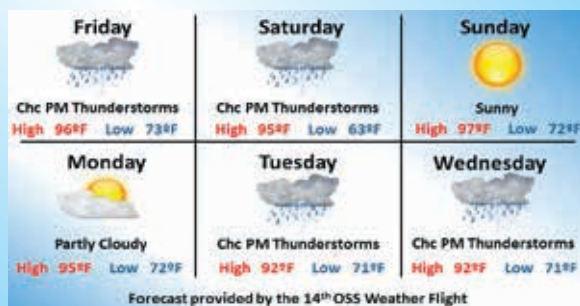 Friday
Chc PM Thunderstorms
High 96ºF Low 73ºF
Saturday
Chc PM Thunderstorms
High 95ºF Low 63ºF
Sunday
Sunny
High 97ºF Low 72ºF
Monday
Partly Cloudy
High 95ºF Low 72ºF
Tuesday
Chc PM Thunderstorms
High 92ºF Low 71ºF
Wednesday
Chc PM Thunderstorms
High 92ºF Low 71ºF
Forecast provided by the 14th OSS Weather Flight